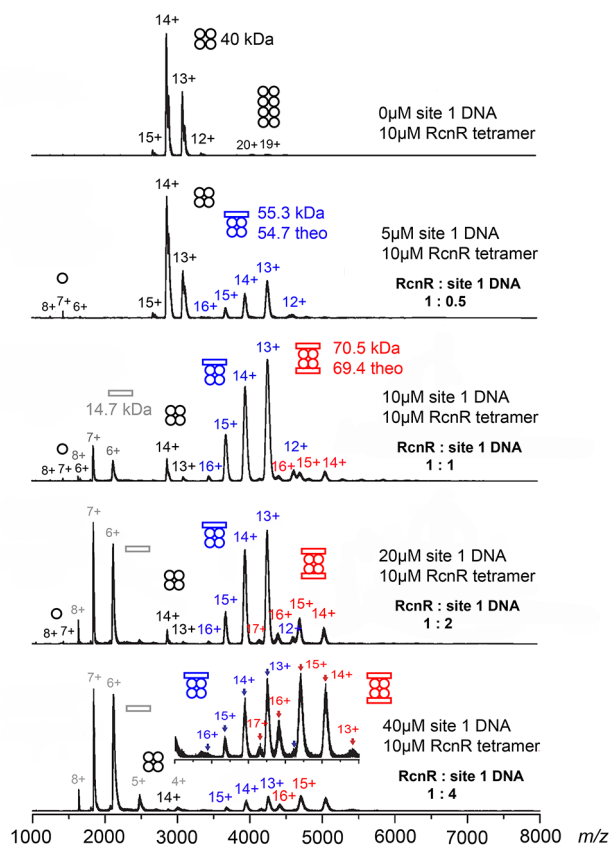 14+
40 kDa
13+
15+
12+
20+ 19+
0µM site 1 DNA
10µM RcnR tetramer
14+
55.3 kDa
54.7 theo
5µM site 1 DNA
10µM RcnR tetramer
RcnR : site 1 DNA
1 : 0.5
13+
13+
14+
15+
16+
12+
15+
8+ 7+ 6+
70.5 kDa
69.4 theo
13+
14+
14.7 kDa
10µM site 1 DNA
10µM RcnR tetramer
RcnR : site 1 DNA
1 : 1
15+
7+
6+
8+
14+
13+
16+
12+
16+ 15+ 14+
8+ 7+ 6+
7+
6+
13+
14+
20µM site 1 DNA
10µM RcnR tetramer
RcnR : site 1 DNA
1 : 2
15+
8+
14+
13+
16+
17+
16+
12+
15+
14+
8+ 7+
7+
6+
14+
13+
15+
14+
16+
15+
17+
16+
13+
40µM site 1 DNA
10µM RcnR tetramer
RcnR : site 1 DNA
1 : 4
8+
5+
4+
14+
15+
14+
13+
16+
15+
1000 2000 3000 4000 5000 6000 7000 8000 m/z